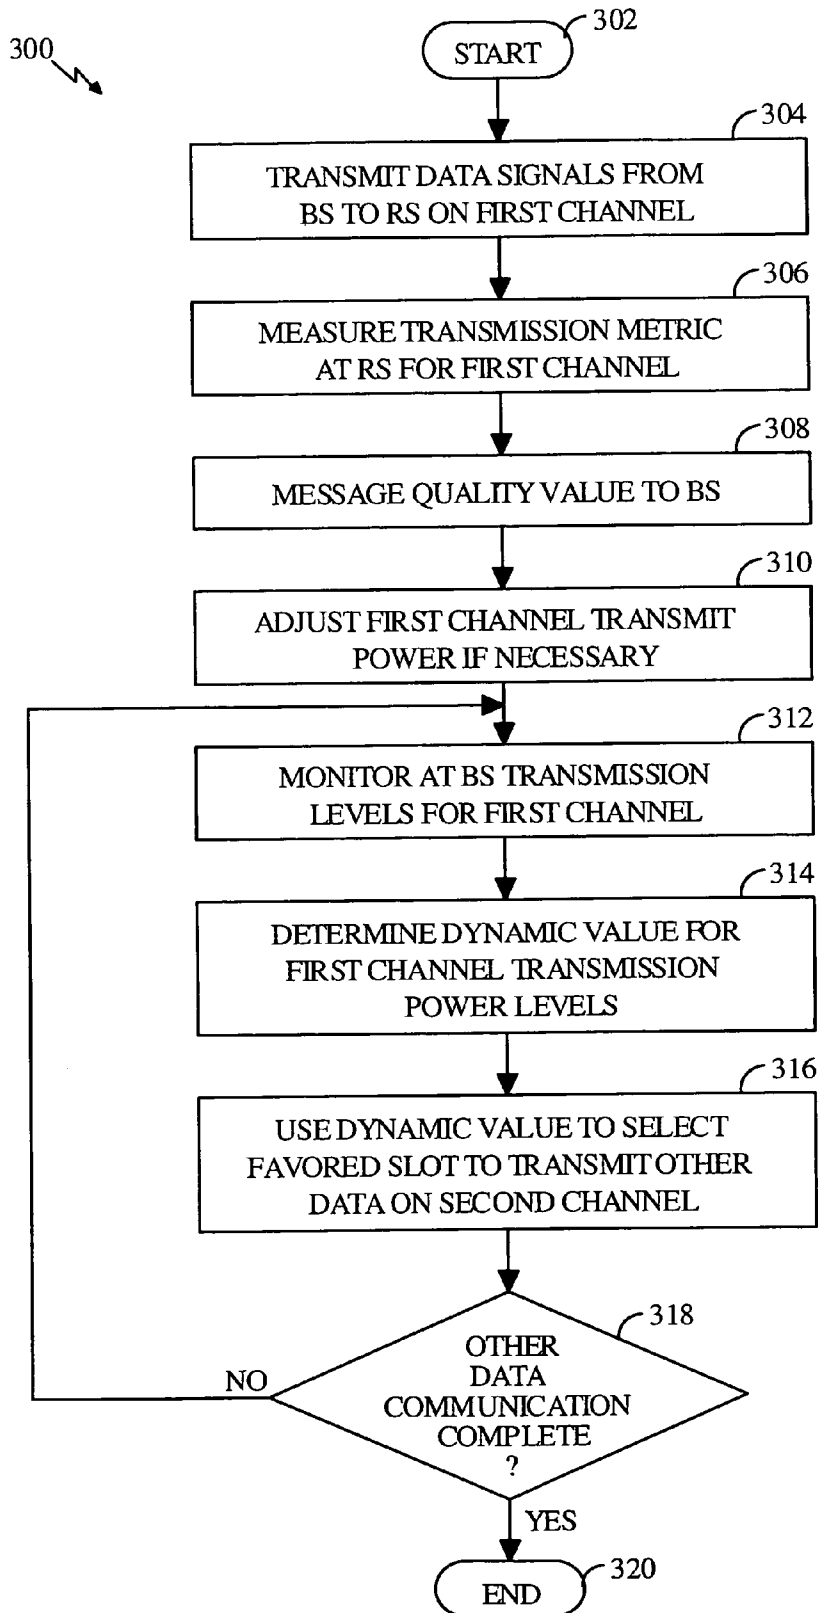 300
302
START
304
TRANSMIT DATA SIGNALS FROM
BS TO RS ON FIRST CHANNEL
306
MEASURE TRANSMISSION METRIC
AT RS FOR FIRST CHANNEL
308
MESSAGE QUALITY VALUE TO BS
310
ADJUST FIRST CHANNEL TRANSMIT
POWER IF NECESSARY
312
MONITOR AT BS TRANSMISSION
LEVELS FOR FIRST CHANNEL
314
DETERMINE DYNAMIC VALUE FOR
FIRST CHANNEL TRANSMISSION
POWER LEVELS
316
USE DYNAMIC VALUE TO SELECT
FAVORED SLOT TO TRANSMIT OTHER
DATA ON SECOND CHANNEL
318
OTHER
DATA
COMMUNICATION
COMPLETE
?
NO
YES
320
END